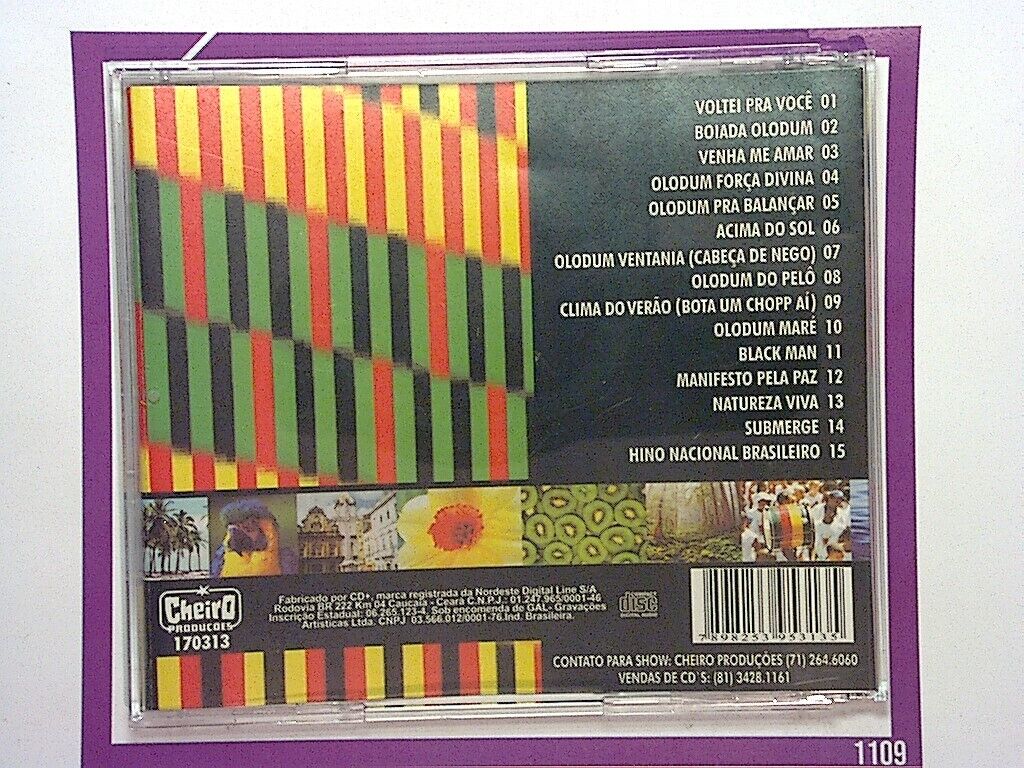 VOLTEI PRA VOCÊ 01
BOIADA OLODUM 02
VENHA ME AMAR 03
OLODUM FORÇA DIVINA 04
OLODUM PRA BALANÇAR 05
ACIMA DO SOL 06
OLODUM VENTANIA (CABEÇA DE NEGO) 07
OLODUM DO PELÔ 08
CLIMA DO VERÃO (BOTA UM CHOPP AÍ) 09
OLODUM MARÉ 10
BLACK MAN 11
MANIFESTO PELA PAZ 12
NATUREZA VIVA 13
SUBMERGE 14
HINO NACIONAL BRASILEIRO 15
Cheiro
PRODUÇÕES
170313
Fabricado por CD+, marca registrada da Nordeste Digital Line S/A
Rodovia BR 222 Km 04 Caucaia - Ceará C.N.P.J.: 01.247.965/0001-46
Inscrição Estadual: 06.265.123-4, Sob encomenda de GAL- Gravações
Artísticas Ltda. CNPJ 03.566.012/0001-76.Ind. Brasileira.
COMPACT
disc
DIGITAL AUDIO
7 898253 953135
CONTATO PARA SHOW: CHEIRO PRODUÇÕES (71) 264.6060
VENDAS DE CD`S: (81) 3428.1161
1109